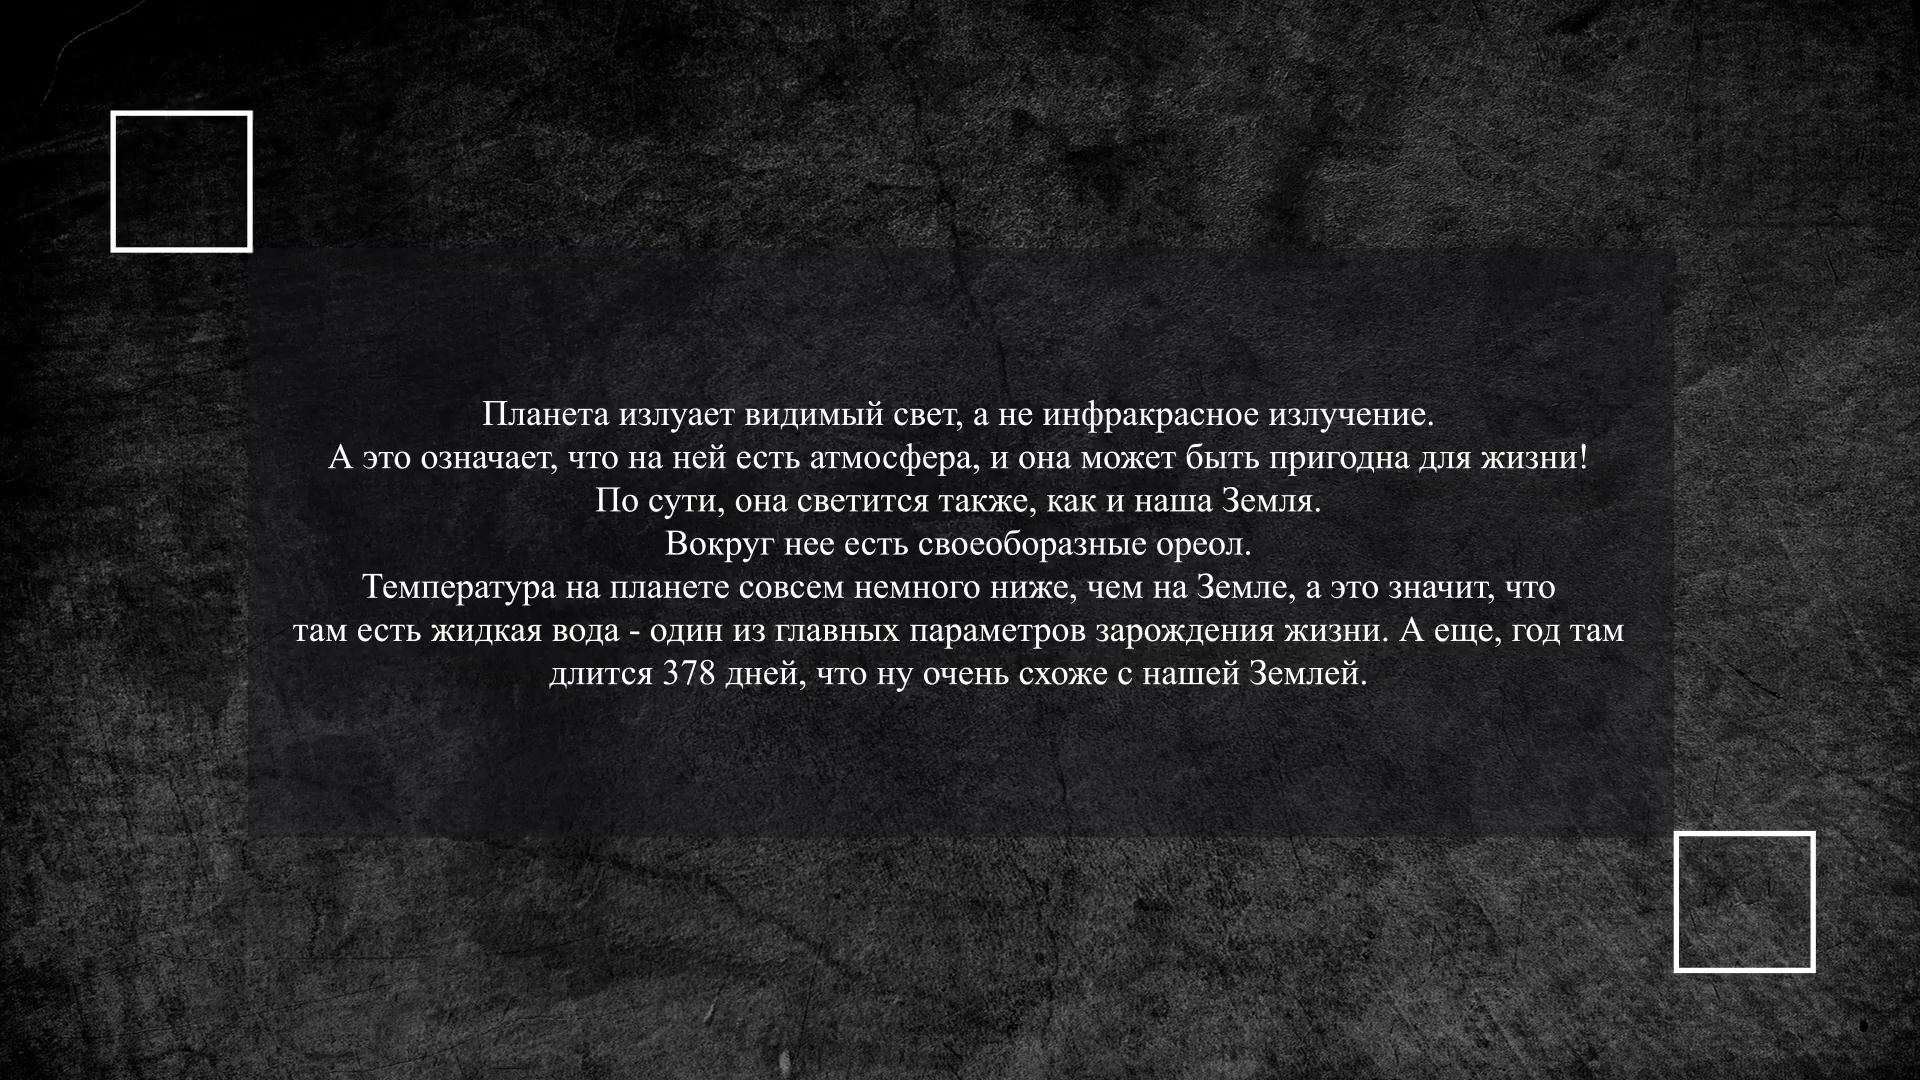 Планета излуает видимый свет, а не инфракрасное излучение.
А это означает, что на ней есть атмосфера, и она может быть пригодна для жизни!
По сути, она светится также, как и наша Земля.
Вокруг нее есть своеоборазные ореол.
Температура на планете совсем немного ниже, чем на Земле, а это значит, что
там есть жидкая вода - один из главных параметров зарождения жизни. А еще, год там
длится 378 дней, что ну очень схоже с нашей Землей.